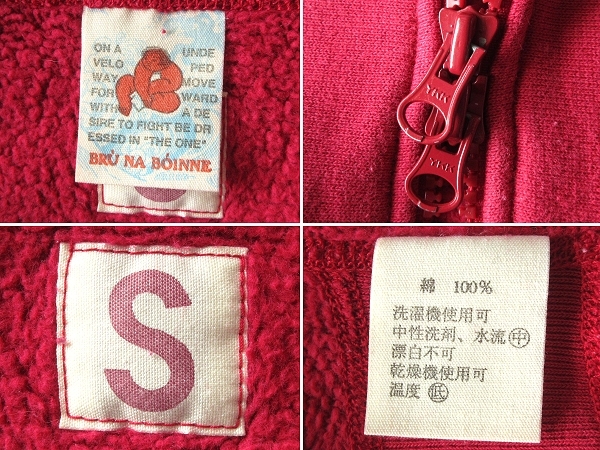 ON A UNDE
VELO PED
WAY MOVE
FOR WARD
WITH A DE
SIRE TO FIGHT BE DR
ESSED IN "THE ONE"
BRÚ NA BÓINNE
YKK
YKK
S
綿 100%
洗濯機使用可
中性洗剤、水流㊥
漂白不可
乾燥機使用可
温度㊦低